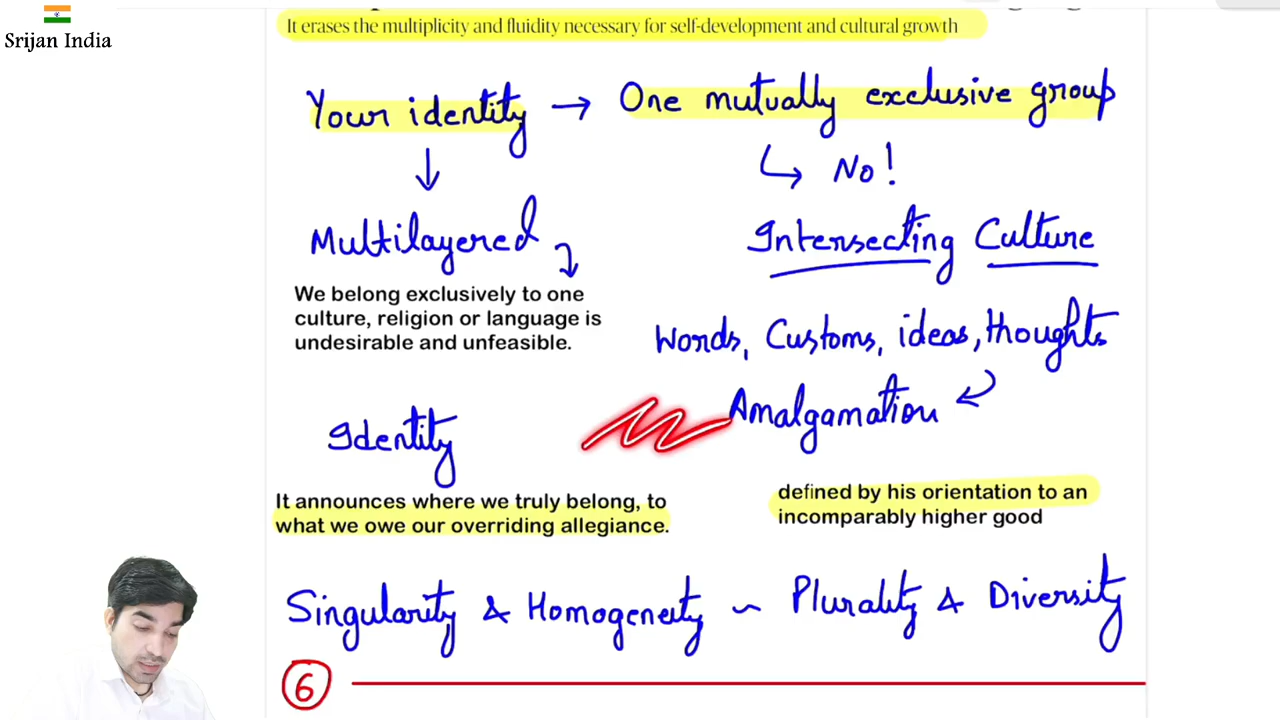 Srijan India
It erases the multiplicity and fluidity necessary for self-development and cultural growth
Your identity → One mutually exclusive group
↓ ↳ No!
Multilayered Intersecting Culture
We belong exclusively to one
culture, religion or language is
undesirable and unfeasible.
Words, Customs, ideas, thoughts
Amalgamation
Identity
It announces where we truly belong, to
what we owe our overriding allegiance.
defined by his orientation to an
incomparably higher good
Singularity & Homogeneity ~ Plurality & Diversity
6